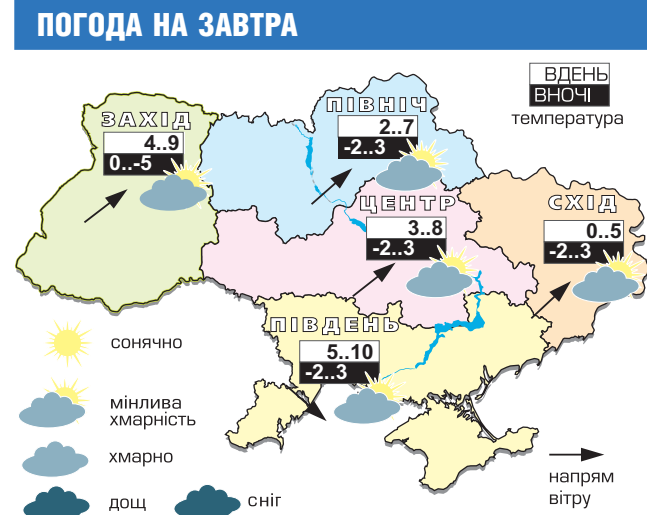 ПОГОДА НА ЗАВТРА
ВДЕНЬ
ВНОЧІ
температура
ЗАХІД
4..9
0..-5
ПІВНІЧ
2..7
-2..3
ЦЕНТР
3..8
-2..3
СХІД
0..5
-2..3
ПІВДЕНЬ
5..10
-2..3
сонячно
мінлива
хмарність
хмарно
дощ
сніг
напрям
вітру